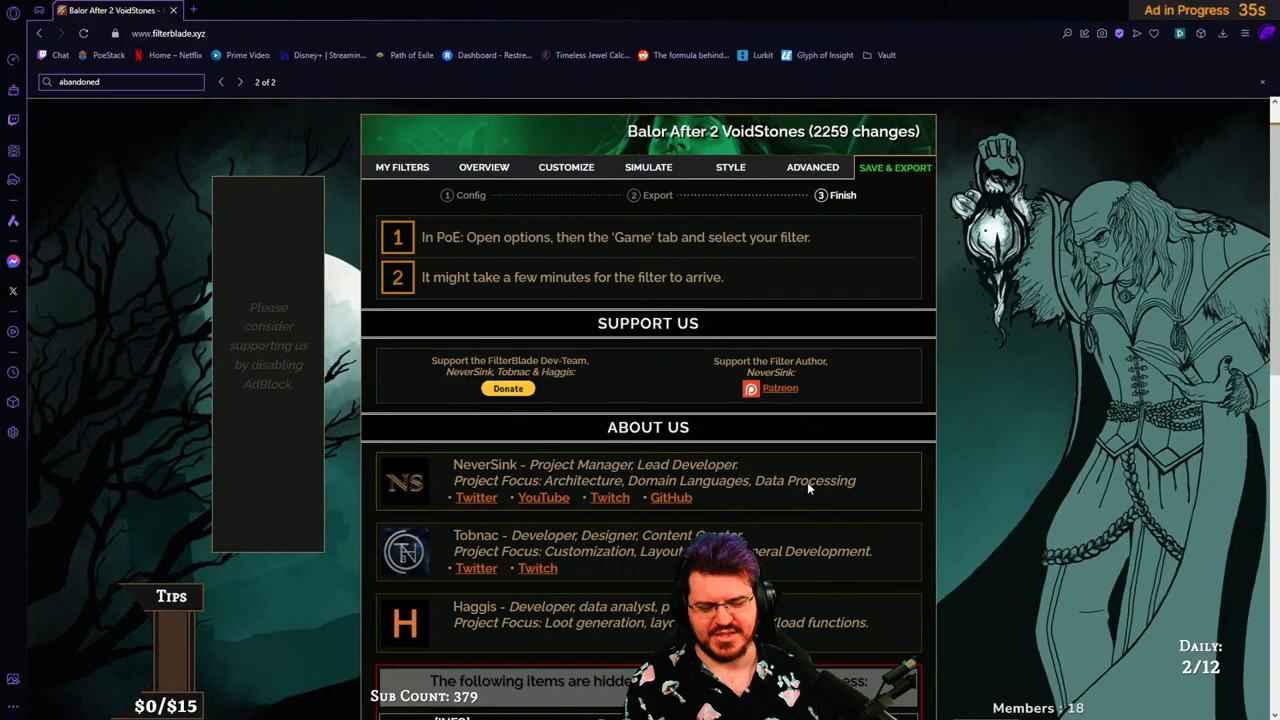 Ad in Progress 35s
Balor After 2 VoidStones -
www.filterblade.xyz
Chat
PoeStack
Home – Netflix
Prime Video
Disney+ | Streamin...
Path of Exile
Dashboard - Restre...
Timeless Jewel Calc...
The formula behind...
Lurkit
Glyph of Insight
Vault
abandoned
2 of 2
Balor After 2 VoidStones (2259 changes)
MY FILTERS
OVERVIEW
CUSTOMIZE
SIMULATE
STYLE
ADVANCED
SAVE & EXPORT
1 Config
2 Export
3 Finish
1 In PoE: Open options, then the 'Game' tab and select your filter.
2 It might take a few minutes for the filter to arrive.
Please
consider
supporting us
by disabling
AdBlock.
SUPPORT US
Support the FilterBlade Dev-Team,
NeverSink, Tobnac & Haggis:
Donate
Support the Filter Author,
NeverSink:
Patreon
ABOUT US
NS
NeverSink - Project Manager, Lead Developer.
Project Focus: Architecture, Domain Languages, Data Processing
• Twitter • YouTube • Twitch • GitHub
Tobnac - Developer, Designer, Content Creator.
Project Focus: Customization, Layout General Development.
• Twitter • Twitch
H
Haggis - Developer, data analyst,
Project Focus: Loot generation, functions.
The following items are
Tips
$0/$15
Sub Count: 379
Daily:
2/12
Members : 18